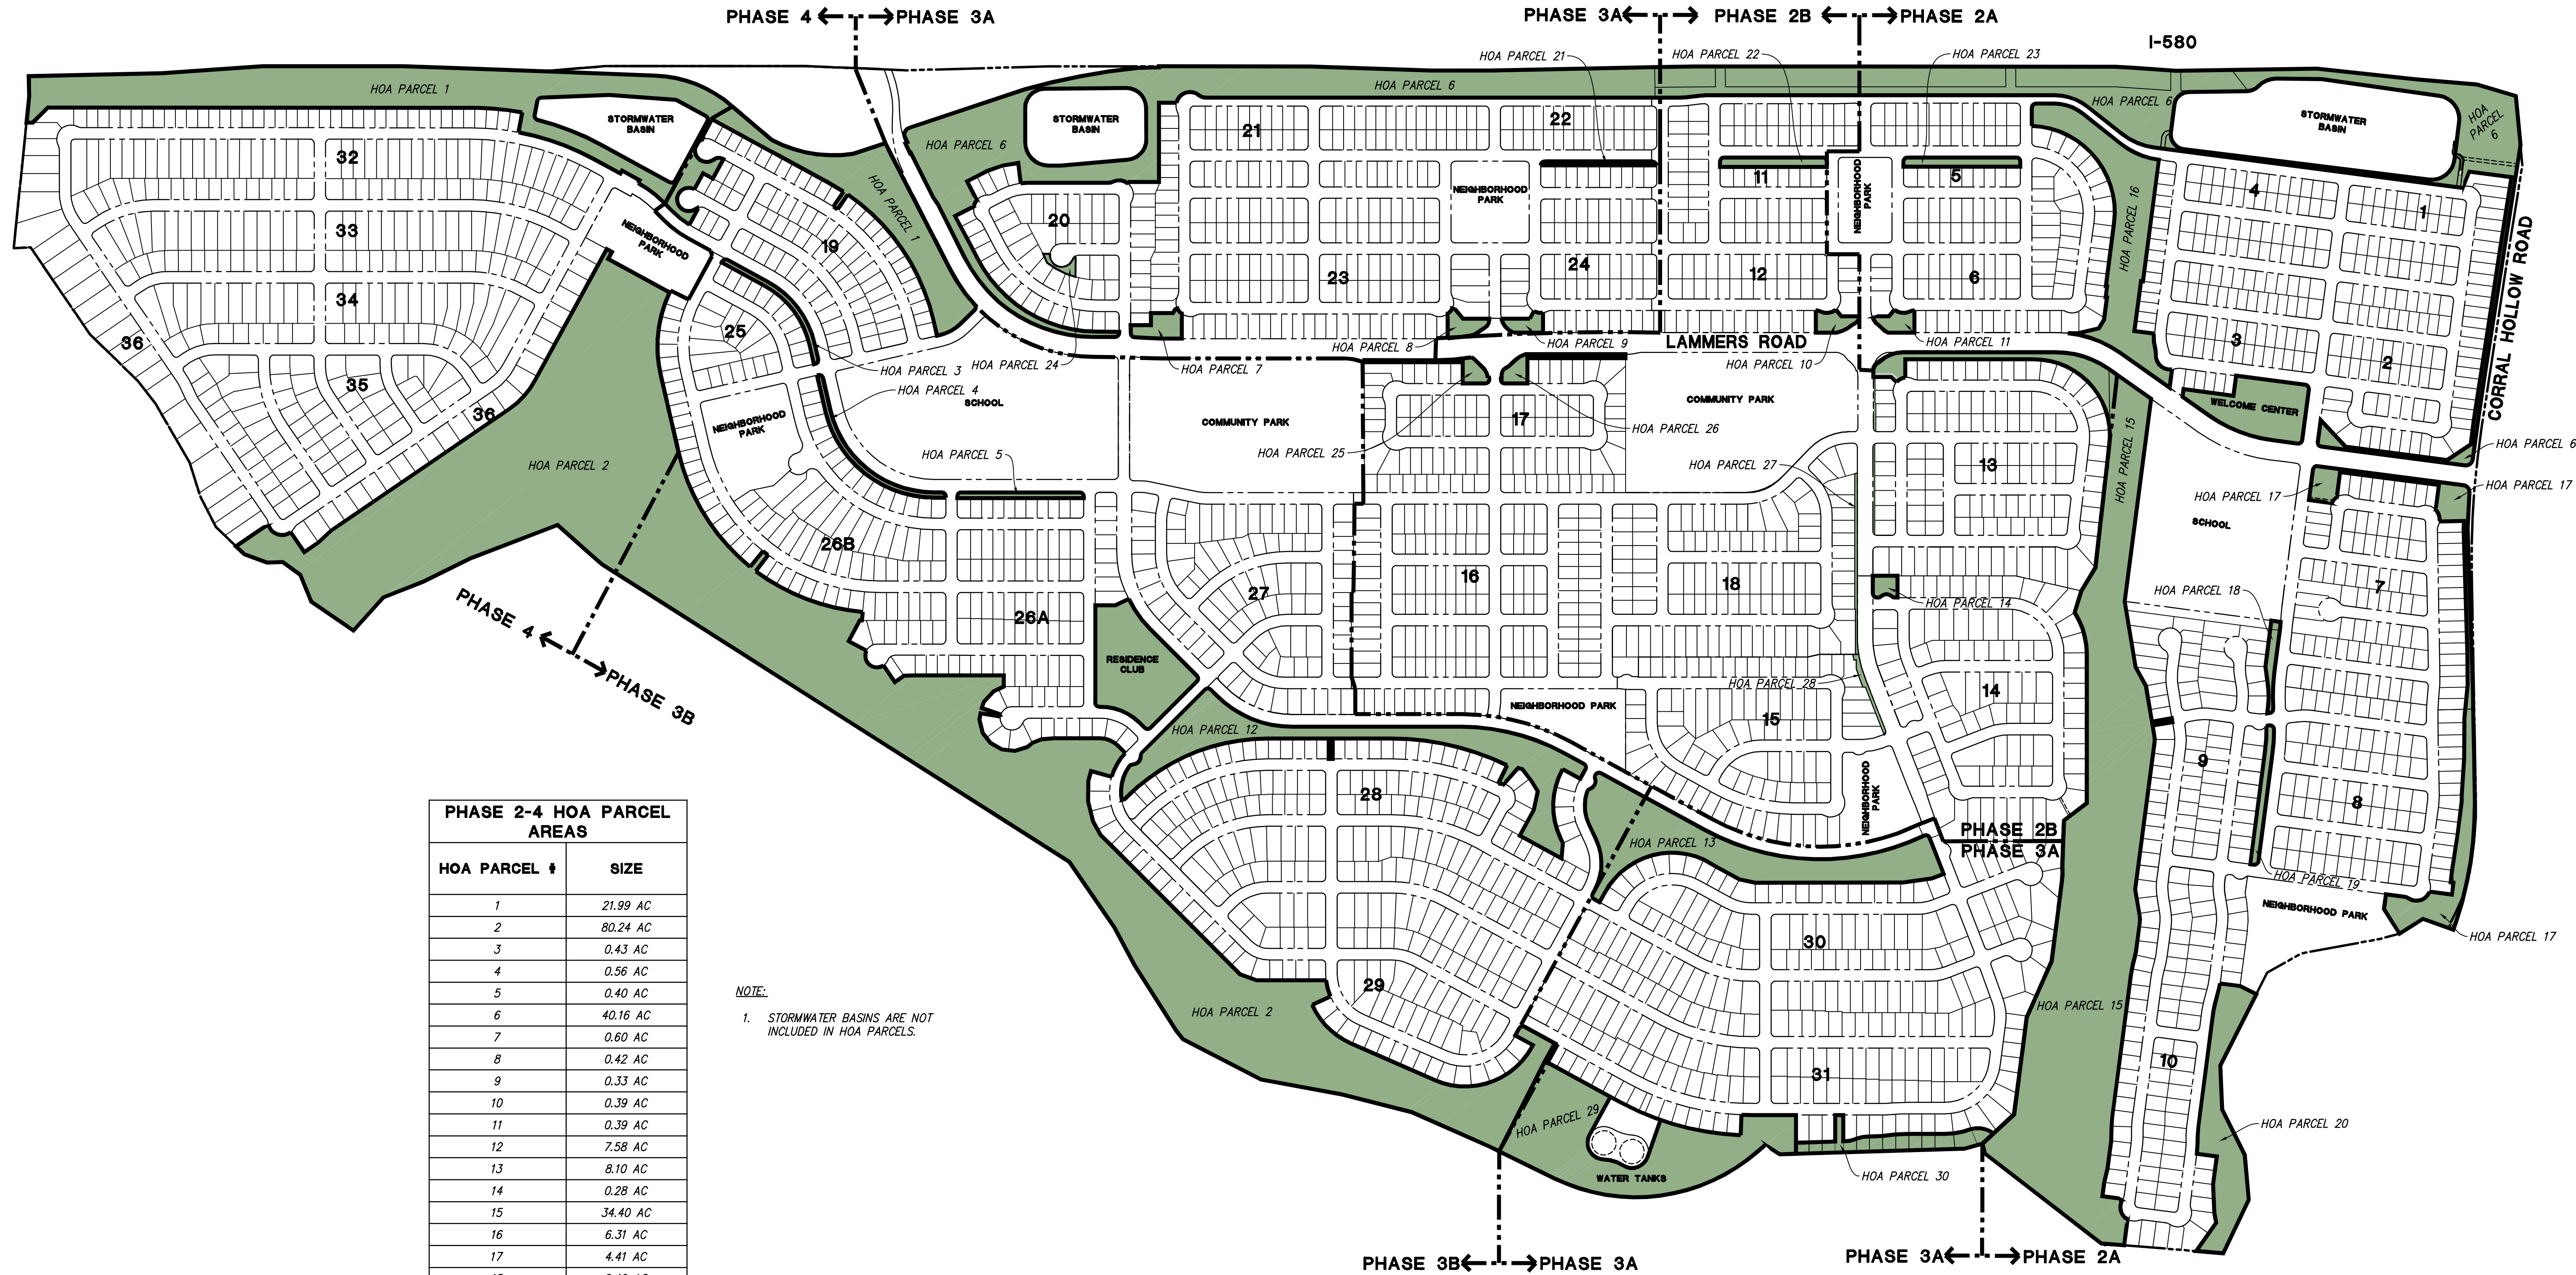 PHASE 4 PHASE 3A
PHASE 3A PHASE 2B PHASE 2A
I-580
HOA PARCEL 21
HOA PARCEL 22
HOA PARCEL 23
HOA PARCEL 1
HOA PARCEL 6
HOA PARCEL 6
HOA PARCEL 6
STORMWATER
BASIN
STORMWATER
BASIN
STORMWATER
BASIN
HOA PARCEL 6
21
22
32
20
19
33
34
35
36
36
25
NEIGHBORHOOD
PARK
HOA PARCEL 1
NEIGHBORHOOD
PARK
11
NEIGHBORHOOD
PARK
5
4
1
HOA PARCEL 16
23
24
12
6
3
2
CORRAL HOLLOW ROAD
LAMMERS ROAD
HOA PARCEL 3
HOA PARCEL 24
HOA PARCEL 7
HOA PARCEL 8
HOA PARCEL 9
HOA PARCEL 10
HOA PARCEL 11
HOA PARCEL 4
SCHOOL
COMMUNITY PARK
COMMUNITY PARK
WELCOME CENTER
NEIGHBORHOOD
PARK
17
HOA PARCEL 26
HOA PARCEL 25
HOA PARCEL 5
HOA PARCEL 27
13
HOA PARCEL 15
HOA PARCEL 6
HOA PARCEL 17
HOA PARCEL 17
SCHOOL
HOA PARCEL 2
26B
26A
27
16
18
HOA PARCEL 14
HOA PARCEL 18
7
PHASE 4 PHASE 3B
RESIDENCE
CLUB
HOA PARCEL 28
14
NEIGHBORHOOD PARK
15
HOA PARCEL 12
NEIGHBORHOOD
PARK
9
8
28
HOA PARCEL 13
PHASE 2B
PHASE 3A
HOA PARCEL 19
NEIGHBORHOOD PARK
HOA PARCEL 17
30
29
HOA PARCEL 2
HOA PARCEL 15
31
10
HOA PARCEL 29
WATER TANKS
HOA PARCEL 30
HOA PARCEL 20
PHASE 3B PHASE 3A
PHASE 3A PHASE 2A
PHASE 2-4 HOA PARCEL
AREAS
HOA PARCEL # SIZE
1 21.99 AC
2 80.24 AC
3 0.43 AC
4 0.56 AC
5 0.40 AC
6 40.16 AC
7 0.60 AC
8 0.42 AC
9 0.33 AC
10 0.39 AC
11 0.39 AC
12 7.58 AC
13 8.10 AC
14 0.28 AC
15 34.40 AC
16 6.31 AC
17 4.41 AC
NOTE:
1. STORMWATER BASINS ARE NOT
INCLUDED IN HOA PARCELS.